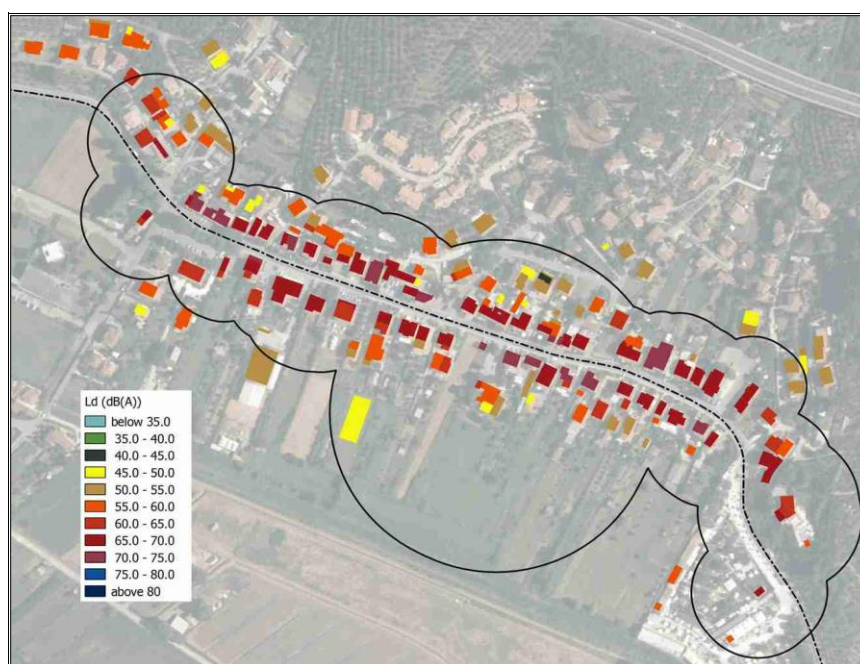 Ld (dB(A))
below 35.0
35.0 - 40.0
40.0 - 45.0
45.0 - 50.0
50.0 - 55.0
55.0 - 60.0
60.0 - 65.0
65.0 - 70.0
70.0 - 75.0
75.0 - 80.0
above 80